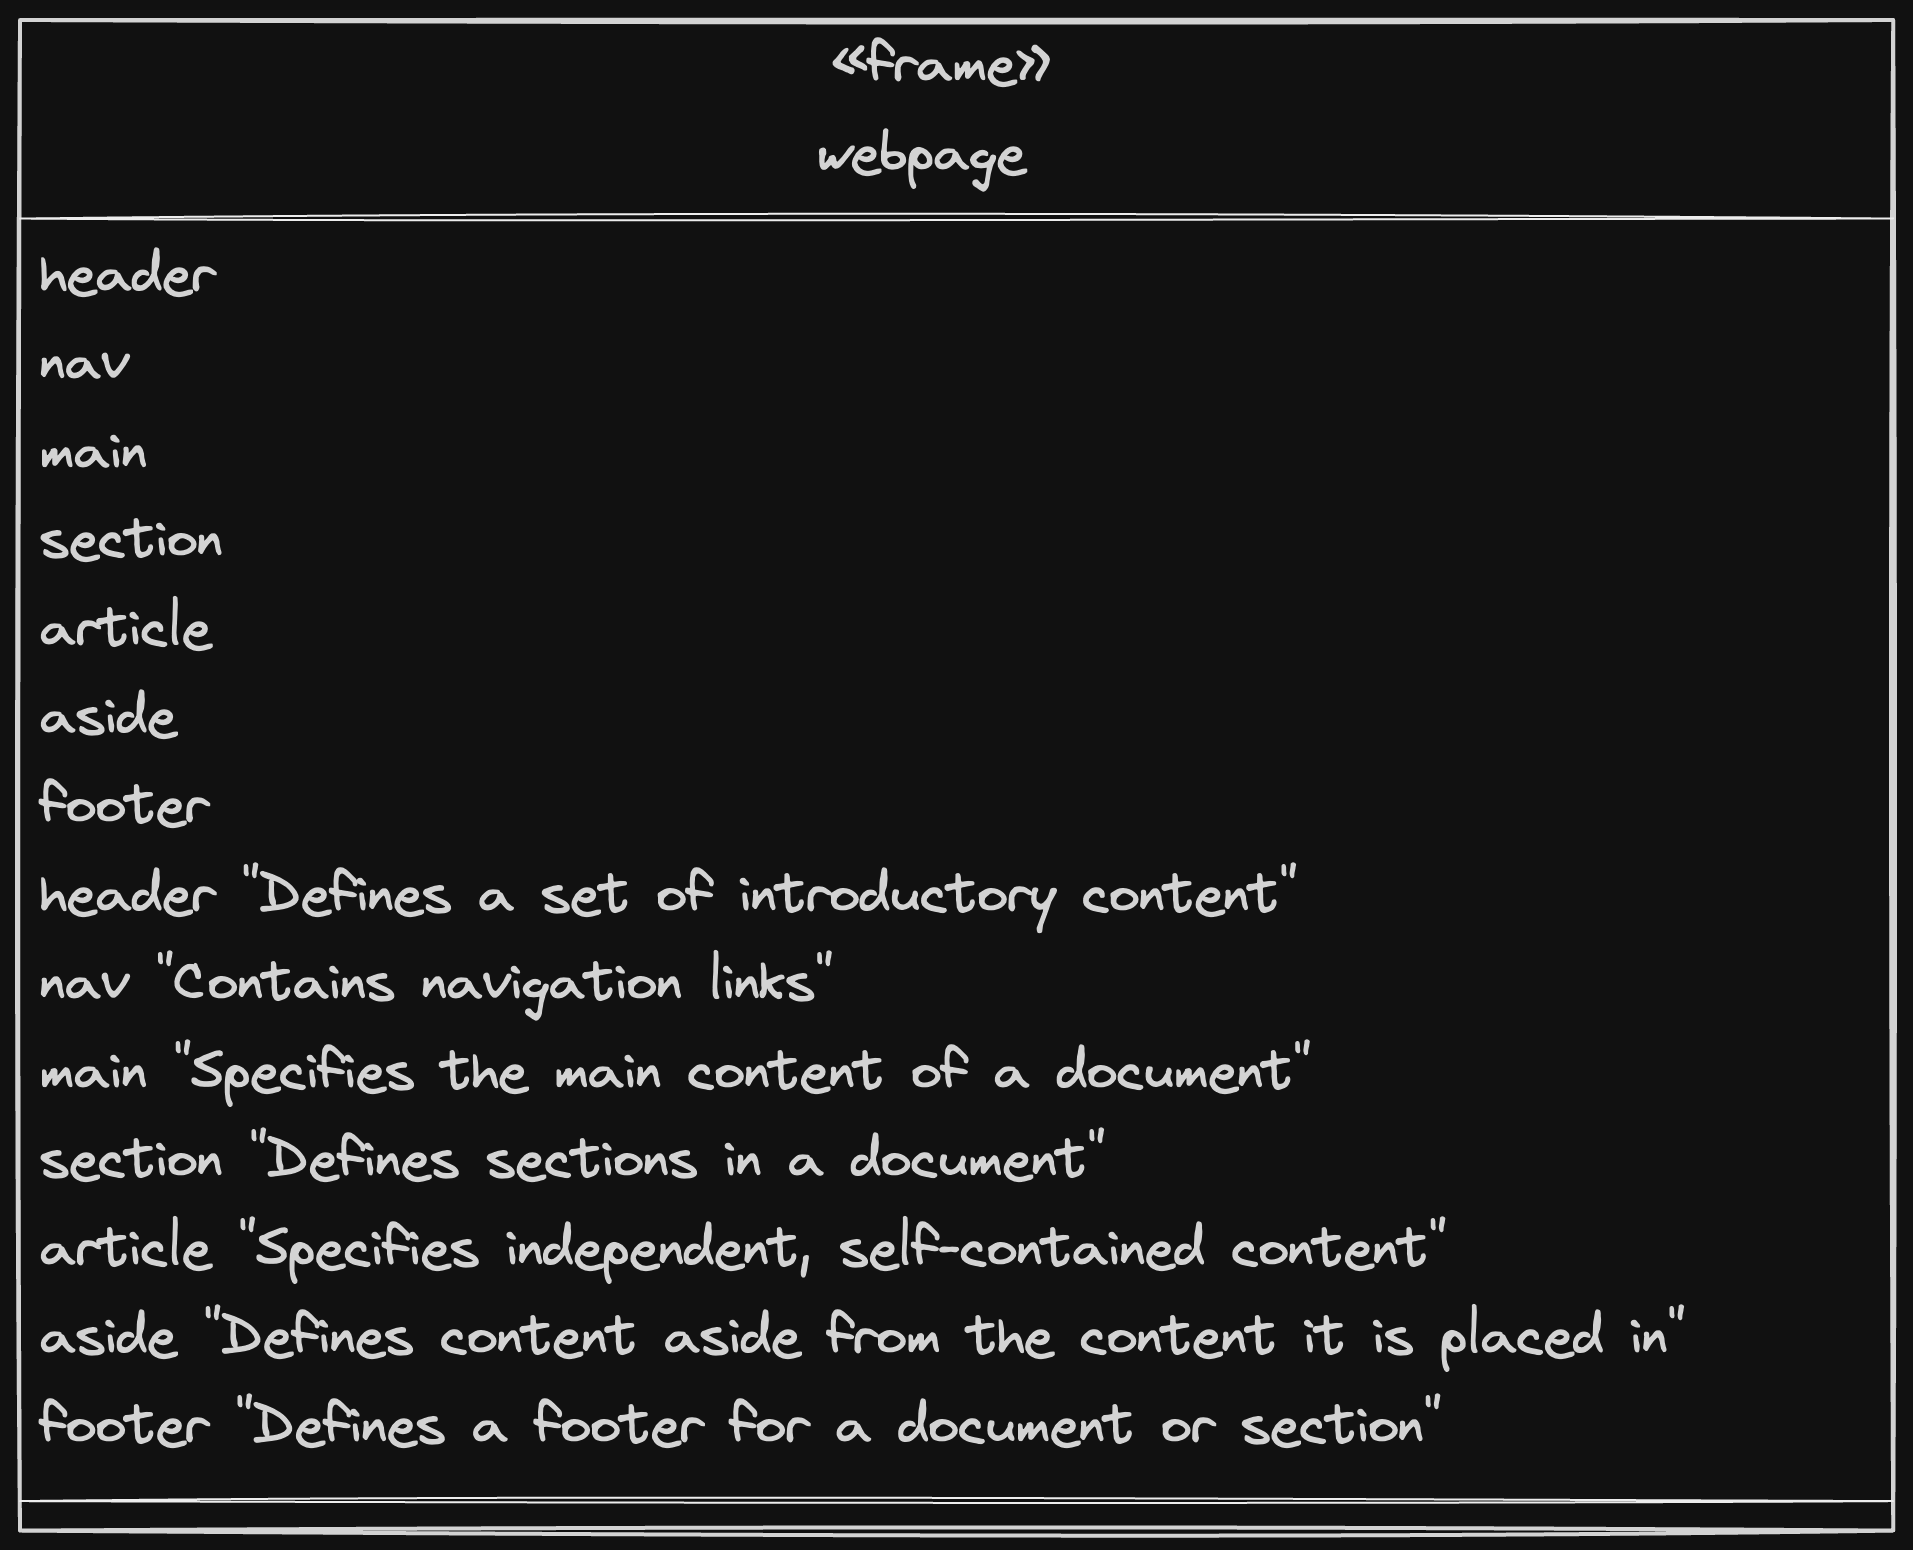 «frame»
webpage
header
nav
main
section
article
aside
footer
header "Defines a set of introductory content"
nav "Contains navigation links"
main "Specifies the main content of a document"
section "Defines sections in a document"
article "Specifies independent, self-contained content"
aside "Defines content aside from the content it is placed in"
footer "Defines a footer for a document or section"